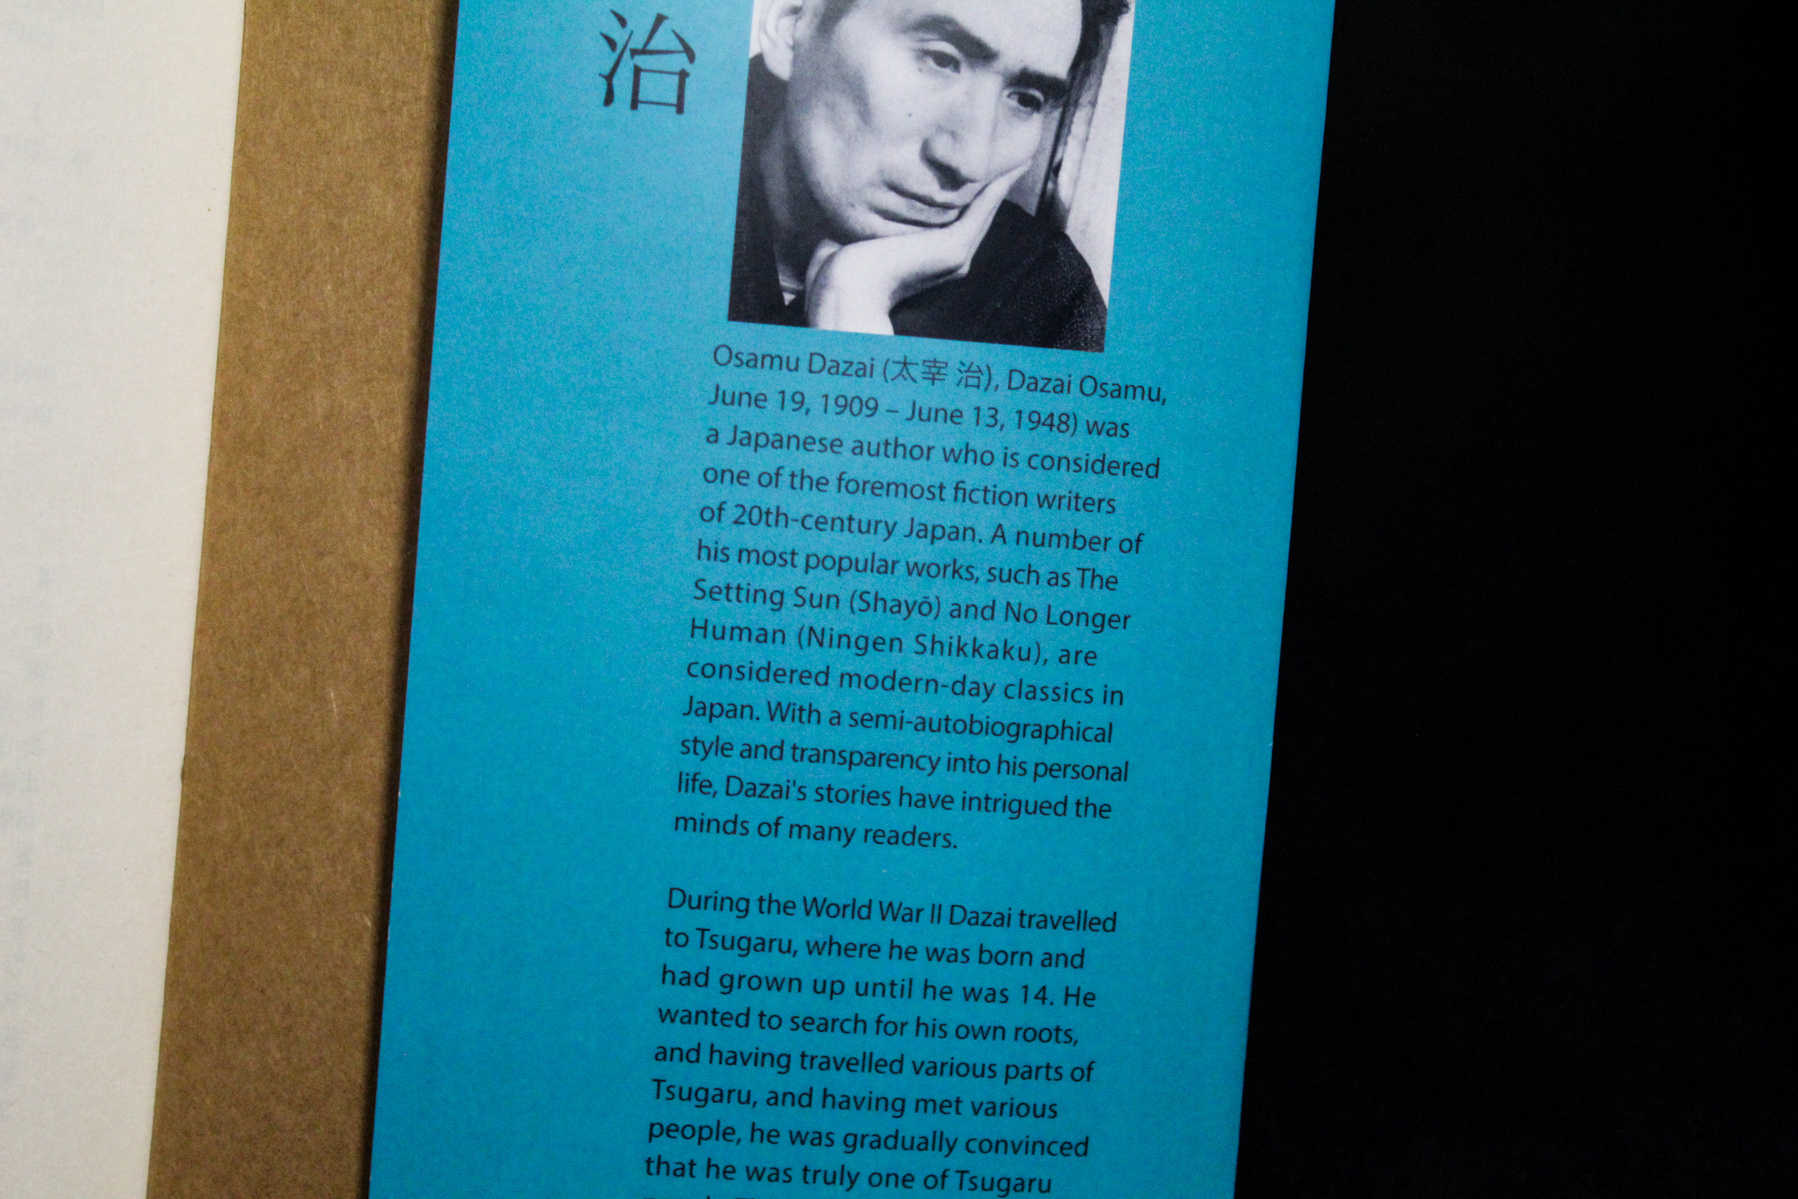 治
Osamu Dazai (太宰 治), Dazai Osamu,
June 19, 1909 – June 13, 1948) was
a Japanese author who is considered
one of the foremost fiction writers
of 20th-century Japan. A number of
his most popular works, such as The
Setting Sun (Shayō) and No Longer
Human (Ningen Shikkaku), are
considered modern-day classics in
Japan. With a semi-autobiographical
style and transparency into his personal
life, Dazai's stories have intrigued the
minds of many readers.
During the World War II Dazai travelled
to Tsugaru, where he was born and
had grown up until he was 14. He
wanted to search for his own roots,
and having travelled various parts of
Tsugaru, and having met various
people, he was gradually convinced
that he was truly one of Tsugaru